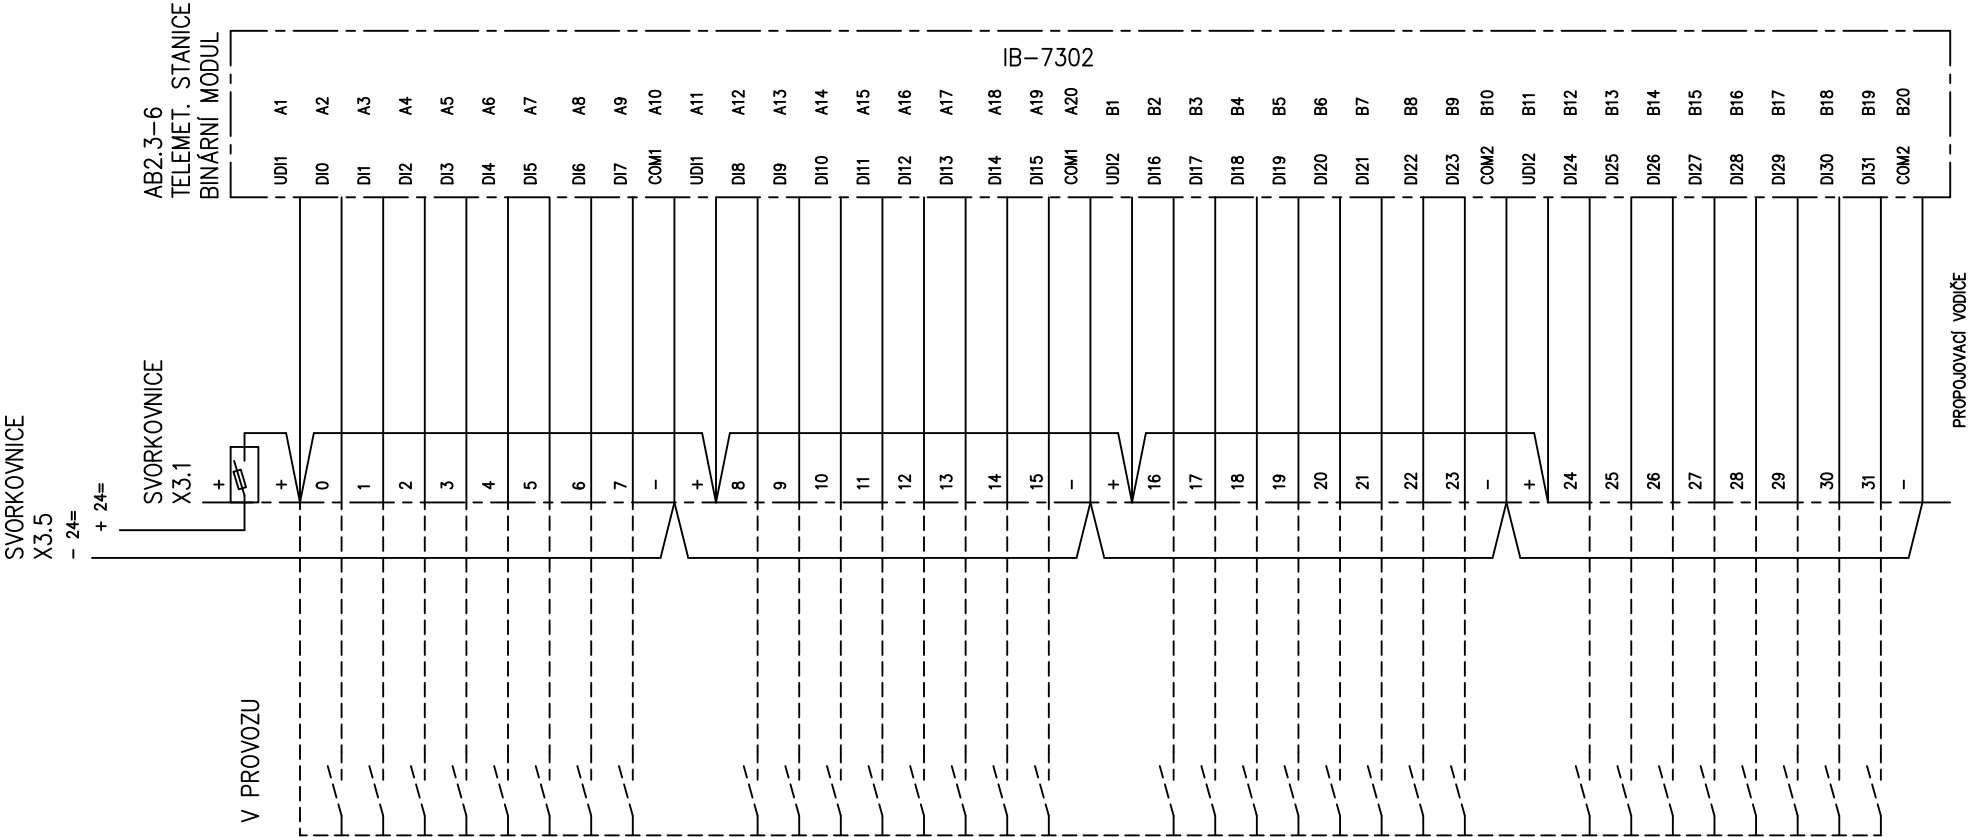 AB2.3-6
TELEMET. STANICE
BINÁRNÍ MODUL
IB-7302
A1 A2 A3 A4 A5 A6 A7 A8 A9 A10 A11 A12 A13 A14 A15 A16 A17 A18 A19 A20 B1 B2 B3 B4 B5 B6 B7 B8 B9 B10 B11 B12 B13 B14 B15 B16 B17 B18 B19 B20
UDI1 DI0 DI1 DI2 DI3 DI4 DI5 DI6 DI7 COM1 UDI1 DI8 DI9 DI10 DI11 DI12 DI13 DI14 DI15 COM1 UDI2 DI16 DI17 DI18 DI19 DI20 DI21 DI22 DI23 COM2 UDI2 DI24 DI25 DI26 DI27 DI28 DI29 DI30 DI31 COM2
PROPOJOVACÍ VODIČE
SVORKOVNICE
X3.1
+ + 0 1 2 3 4 5 6 7 - + 8 9 10 11 12 13 14 15 - + 16 17 18 19 20 21 22 23 - + 24 25 26 27 28 29 30 31 -
SVORKOVNICE
X3.5
- 24=
+ 24=
V PROVOZU